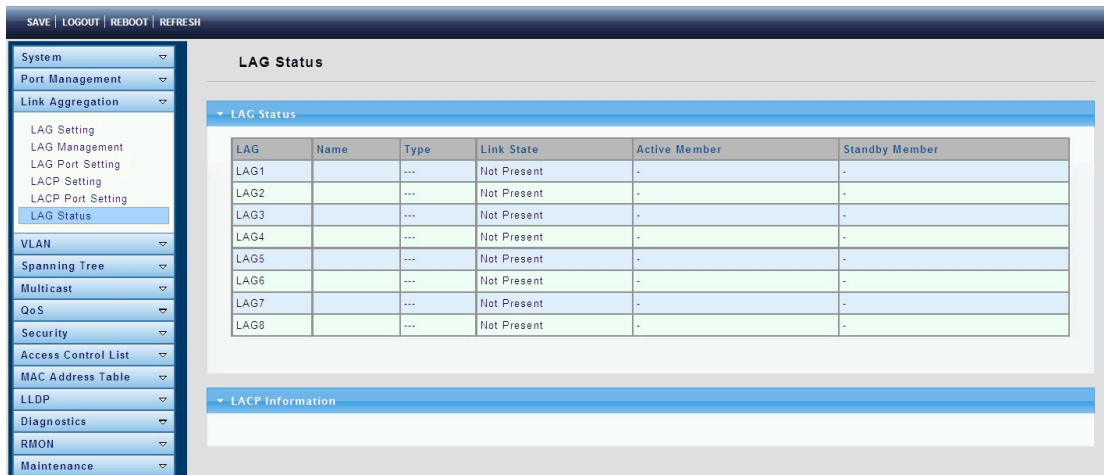 SAVE | LOGOUT | REBOOT | REFRESH
System
Port Management
Link Aggregation
LAG Setting
LAG Management
LAG Port Setting
LACP Setting
LACP Port Setting
LAG Status
VLAN
Spanning Tree
Multicast
QoS
Security
Access Control List
MAC Address Table
LLDP
Diagnostics
RMON
Maintenance
LAG Status
LAG Status
LAG Name Type Link State Active Member Standby Member
LAG1 --- Not Present - -
LAG2 --- Not Present - -
LAG3 --- Not Present - -
LAG4 --- Not Present - -
LAG5 --- Not Present - -
LAG6 --- Not Present - -
LAG7 --- Not Present - -
LAG8 --- Not Present - -
LACP Information